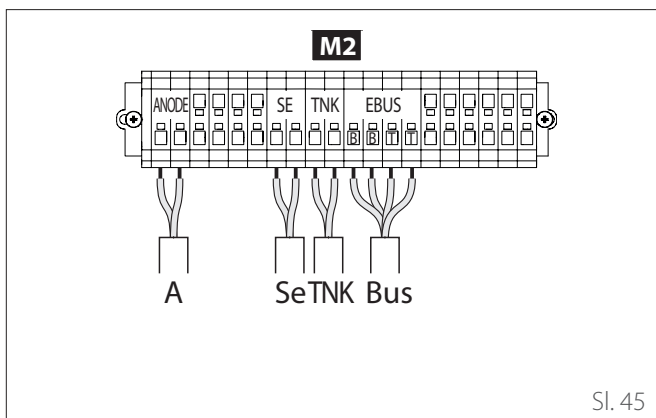 M2
ANODE SE TNK EBUS
B B T T
A Se TNK Bus
Sl. 45